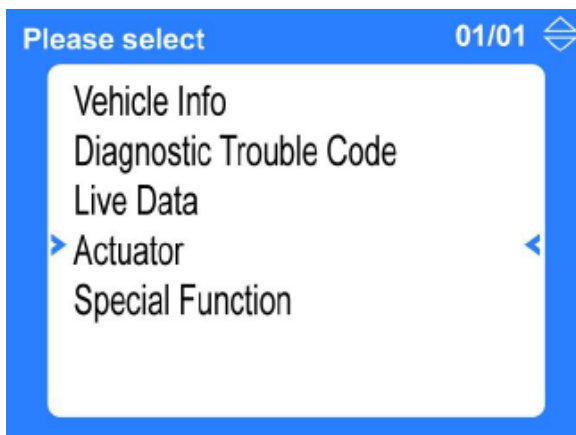 Please select 01/01
Vehicle Info
Diagnostic Trouble Code
Live Data
> Actuator <
Special Function